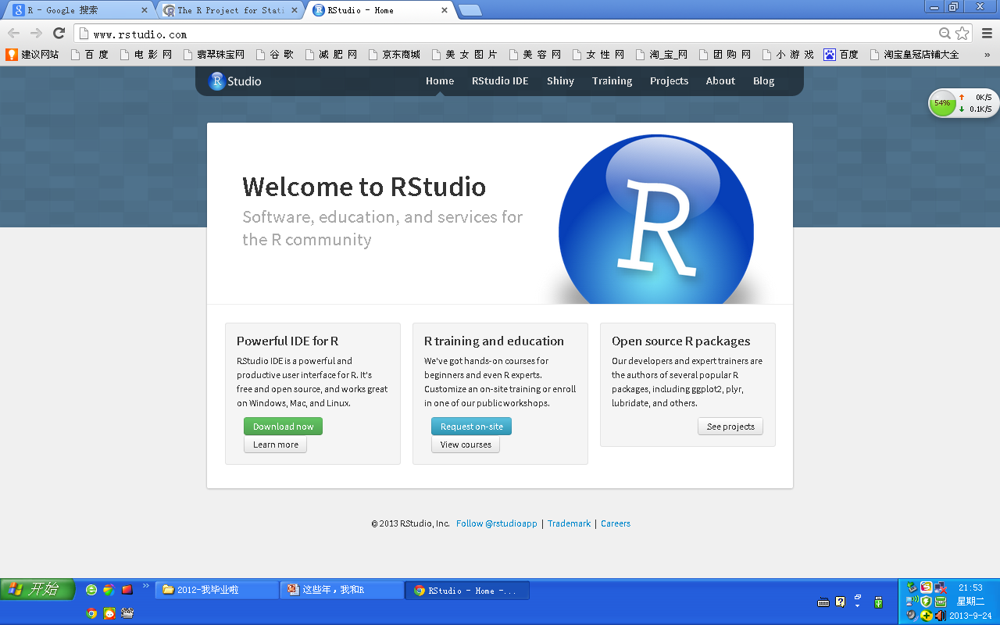 R - Google 搜索
The R Project for Stati
RStudio - Home
www.rstudio.com
建议网站 百 度 电 影 网 翡翠珠宝网 谷 歌 减 肥 网 京东商城 美 女 图 片 美 容 网 女 性 网 淘_宝_网 团 购 网 小 游 戏 百度 淘宝皇冠店铺大全 »
R Studio
Home RStudio IDE Shiny Training Projects About Blog
54%
0K/S
0.1K/S
Welcome to RStudio
Software, education, and services for
the R community
R
Powerful IDE for R
RStudio IDE is a powerful and
productive user interface for R. It's
free and open source, and works great
on Windows, Mac, and Linux.
Download now
Learn more
R training and education
We've got hands-on courses for
beginners and even R experts.
Customize an on-site training or enroll
in one of our public workshops.
Request on-site
View courses
Open source R packages
Our developers and expert trainers are
the authors of several popular R
packages, including ggplot2, plyr,
lubridate, and others.
See projects
© 2013 RStudio, Inc. Follow @rstudioapp | Trademark | Careers
开始
2012-我毕业啦
这些年，我和R
RStudio - Home -...
21:53
星期二
2013-9-24